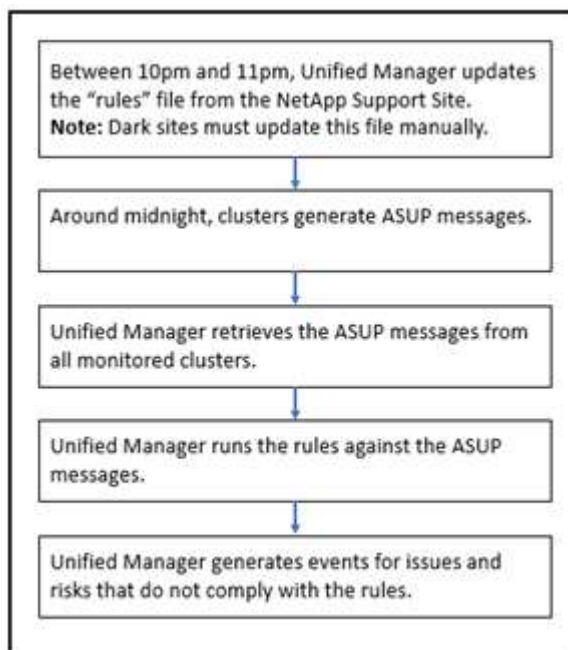 Between 10pm and 11pm, Unified Manager updates
the “rules” file from the NetApp Support Site.
Note: Dark sites must update this file manually.
Around midnight, clusters generate ASUP messages.
Unified Manager retrieves the ASUP messages from
all monitored clusters.
Unified Manager runs the rules against the ASUP
messages.
Unified Manager generates events for issues and
risks that do not comply with the rules.